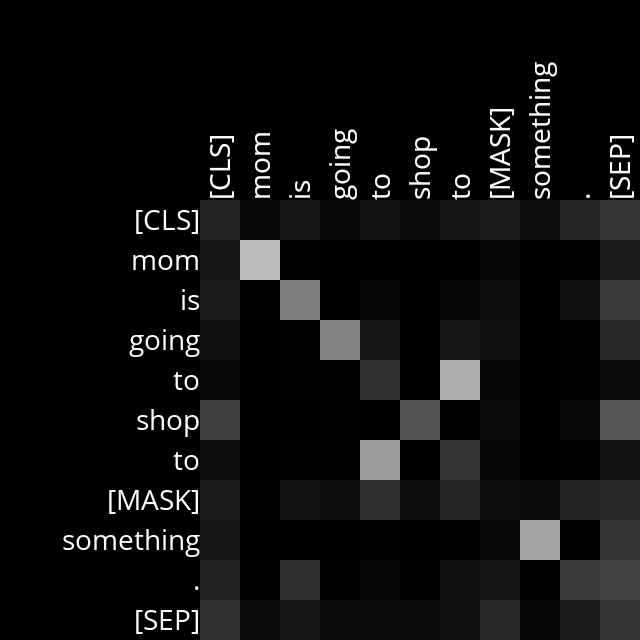 [CLS] mom is going to shop to [MASK] something . [SEP]
[CLS]
mom
is
going
to
shop
to
[MASK]
something
.
[SEP]